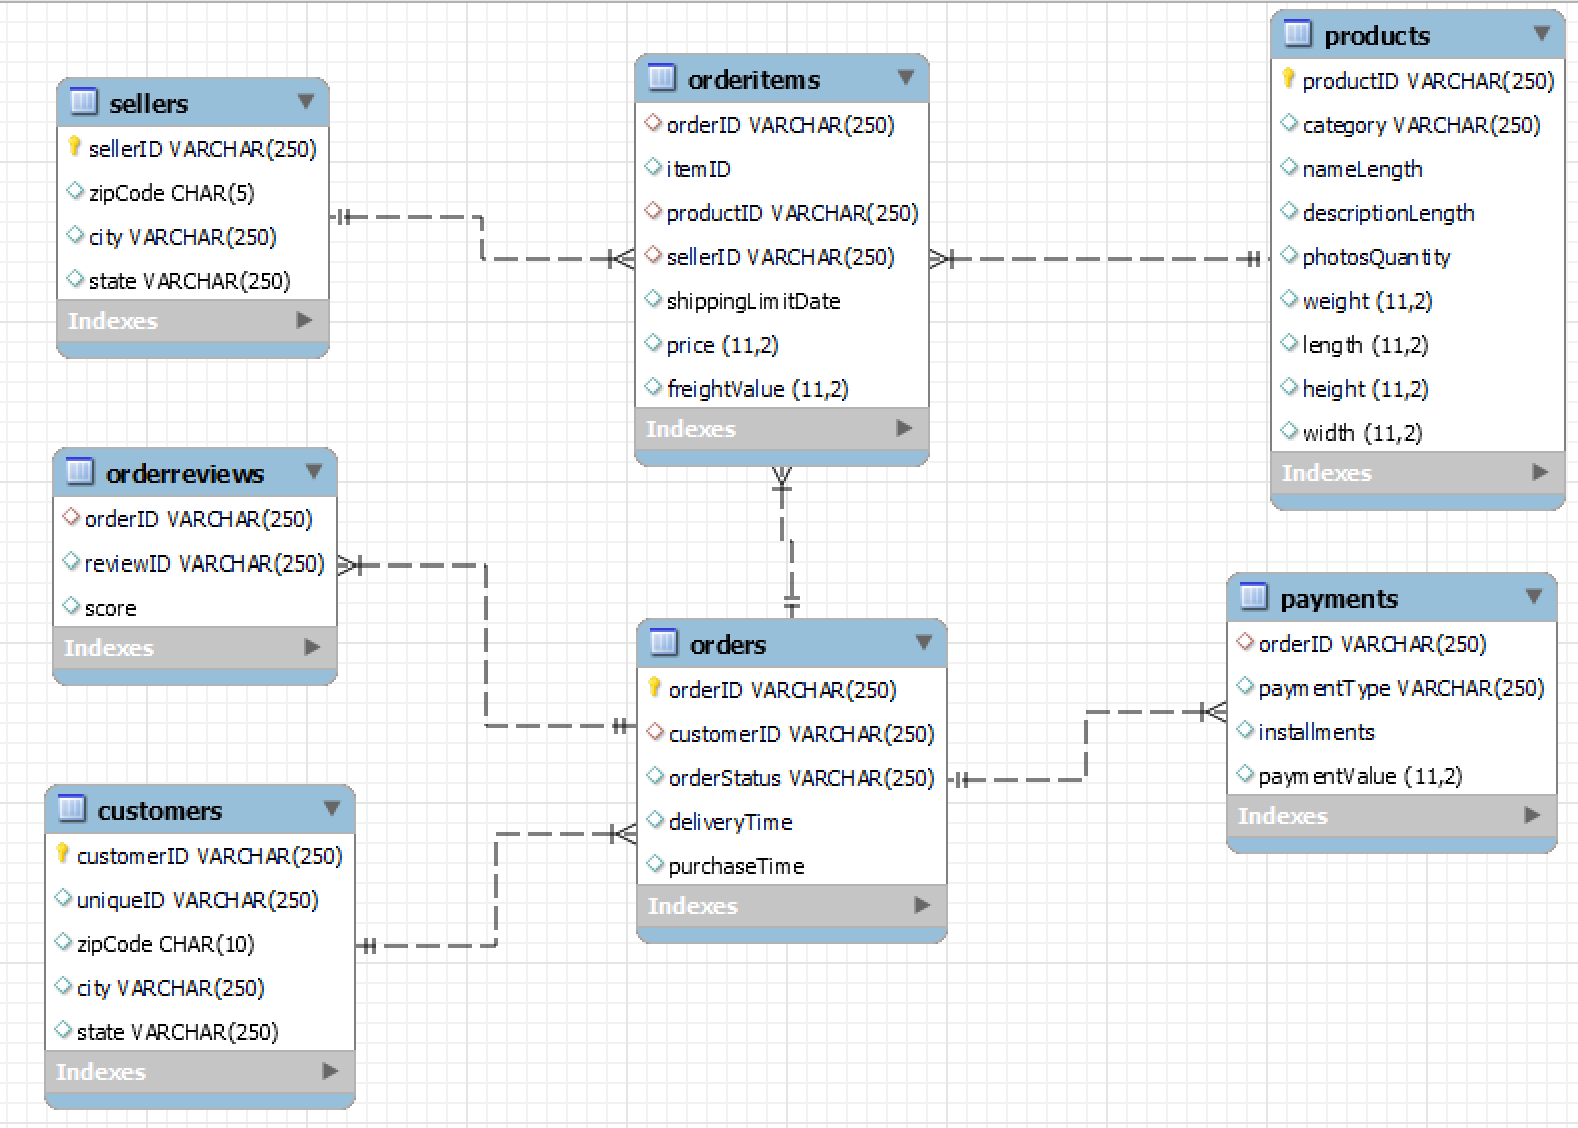 sellers
sellerID VARCHAR(250)
zipCode CHAR(5)
city VARCHAR(250)
state VARCHAR(250)
Indexes
orderitems
orderID VARCHAR(250)
itemID
productID VARCHAR(250)
sellerID VARCHAR(250)
shippingLimitDate
price (11,2)
freightValue (11,2)
Indexes
products
productID VARCHAR(250)
category VARCHAR(250)
nameLength
descriptionLength
photosQuantity
weight (11,2)
length (11,2)
height (11,2)
width (11,2)
Indexes
orderreviews
orderID VARCHAR(250)
reviewID VARCHAR(250)
score
Indexes
orders
orderID VARCHAR(250)
customerID VARCHAR(250)
orderStatus VARCHAR(250)
deliveryTime
purchaseTime
Indexes
payments
orderID VARCHAR(250)
paymentType VARCHAR(250)
installments
paymentValue (11,2)
Indexes
customers
customerID VARCHAR(250)
uniqueID VARCHAR(250)
zipCode CHAR(10)
city VARCHAR(250)
state VARCHAR(250)
Indexes